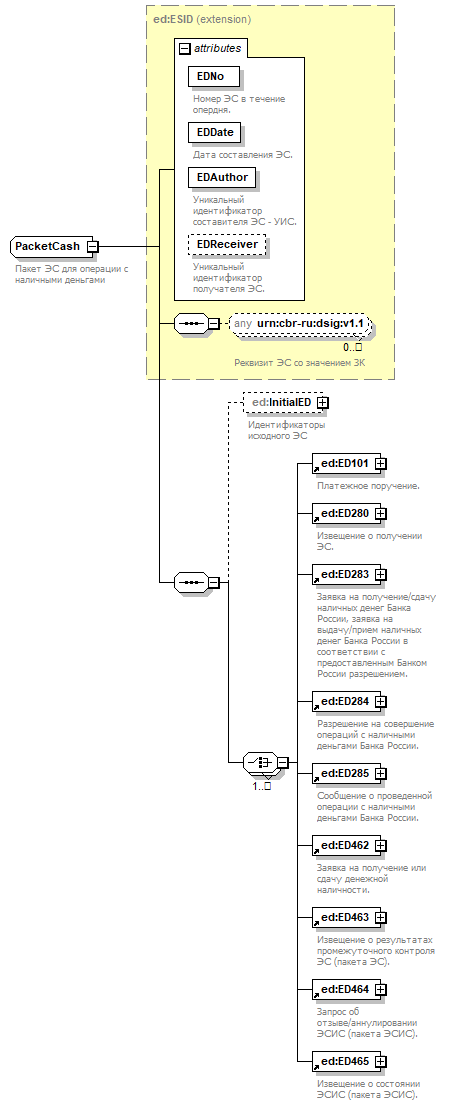 ed:ESID (extension)
attributes
EDNo
Номер ЭС в течение
опердня.
EDDate
Дата составления ЭС.
EDAuthor
Уникальный
идентификатор
составителя ЭС - УИС.
EDReceiver
Уникальный
идентификатор
получателя ЭС.
PacketCash
Пакет ЭС для операции с
наличными деньгами
any urn:cbr-ru:dsig:v1.1
0..□
Реквизит ЭС со значением ЗК
ed:InitialED
Идентификаторы
исходного ЭС
ed:ED101
Платежное поручение.
ed:ED280
Извещение о получении
ЭС.
ed:ED283
Заявка на получение/сдачу
наличных денег Банка
России, заявка на
выдачу/прием наличных
денег Банка России в
соответствии с
предоставленным Банком
России разрешением.
ed:ED284
Разрешение на совершение
операций с наличными
деньгами Банка России.
1..□
ed:ED285
Сообщение о проведенной
операции с наличными
деньгами Банка России.
ed:ED462
Заявка на получение или
сдачу денежной
наличности.
ed:ED463
Извещение о результатах
промежуточного контроля
ЭС (пакета ЭС).
ed:ED464
Запрос об
отзыве/аннулировании
ЭСИС (пакета ЭСИС).
ed:ED465
Извещение о состоянии
ЭСИС (пакета ЭСИС).